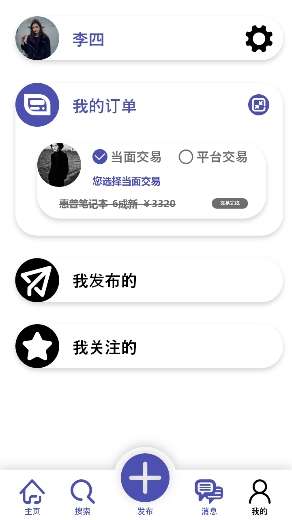 李四
我的订单
当面交易 平台交易
您选择当面交易
惠普笔记本 6成新 ￥3320
我发布的
我关注的
主页 搜索 发布 消息 我的